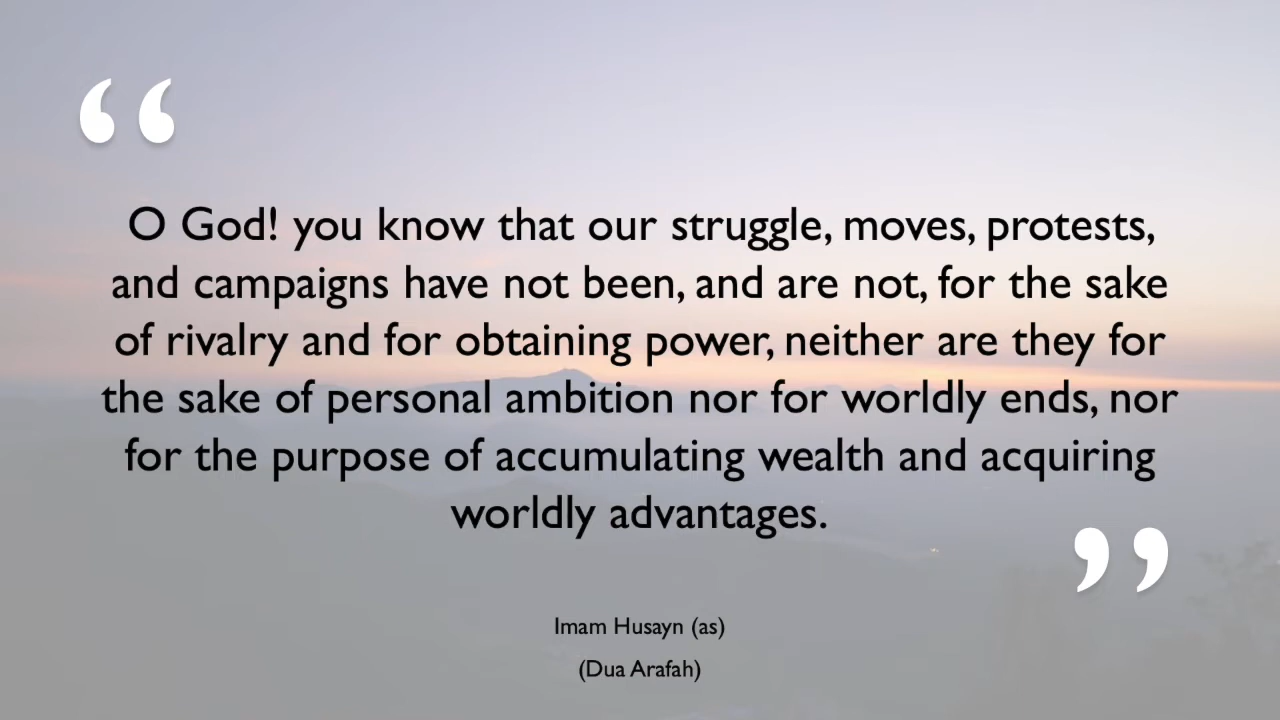 “
O God! you know that our struggle, moves, protests,
and campaigns have not been, and are not, for the sake
of rivalry and for obtaining power, neither are they for
the sake of personal ambition nor for worldly ends, nor
for the purpose of accumulating wealth and acquiring
worldly advantages.
”
Imam Husayn (as)
(Dua Arafah)